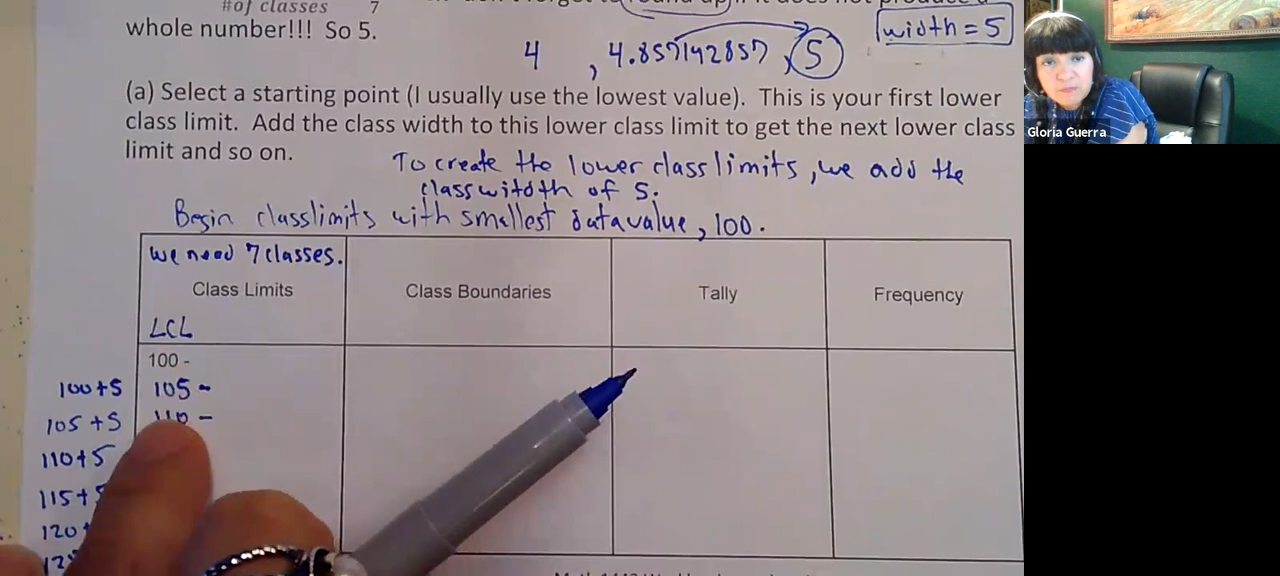 #of classes 7
whole number!!! So 5.
width = 5
4 , 4.857142857 , 5
(a) Select a starting point (I usually use the lowest value). This is your first lower
class limit. Add the class width to this lower class limit to get the next lower class
limit and so on.
To create the lower class limits, we add the
class witdth of 5.
Begin class limits with smallest data value, 100.
we need 7 classes.
Class Limits Class Boundaries Tally Frequency
LCL
100 -
100+5 105 -
105+5 110 -
110+5
115+5
120+
Gloria Guerra